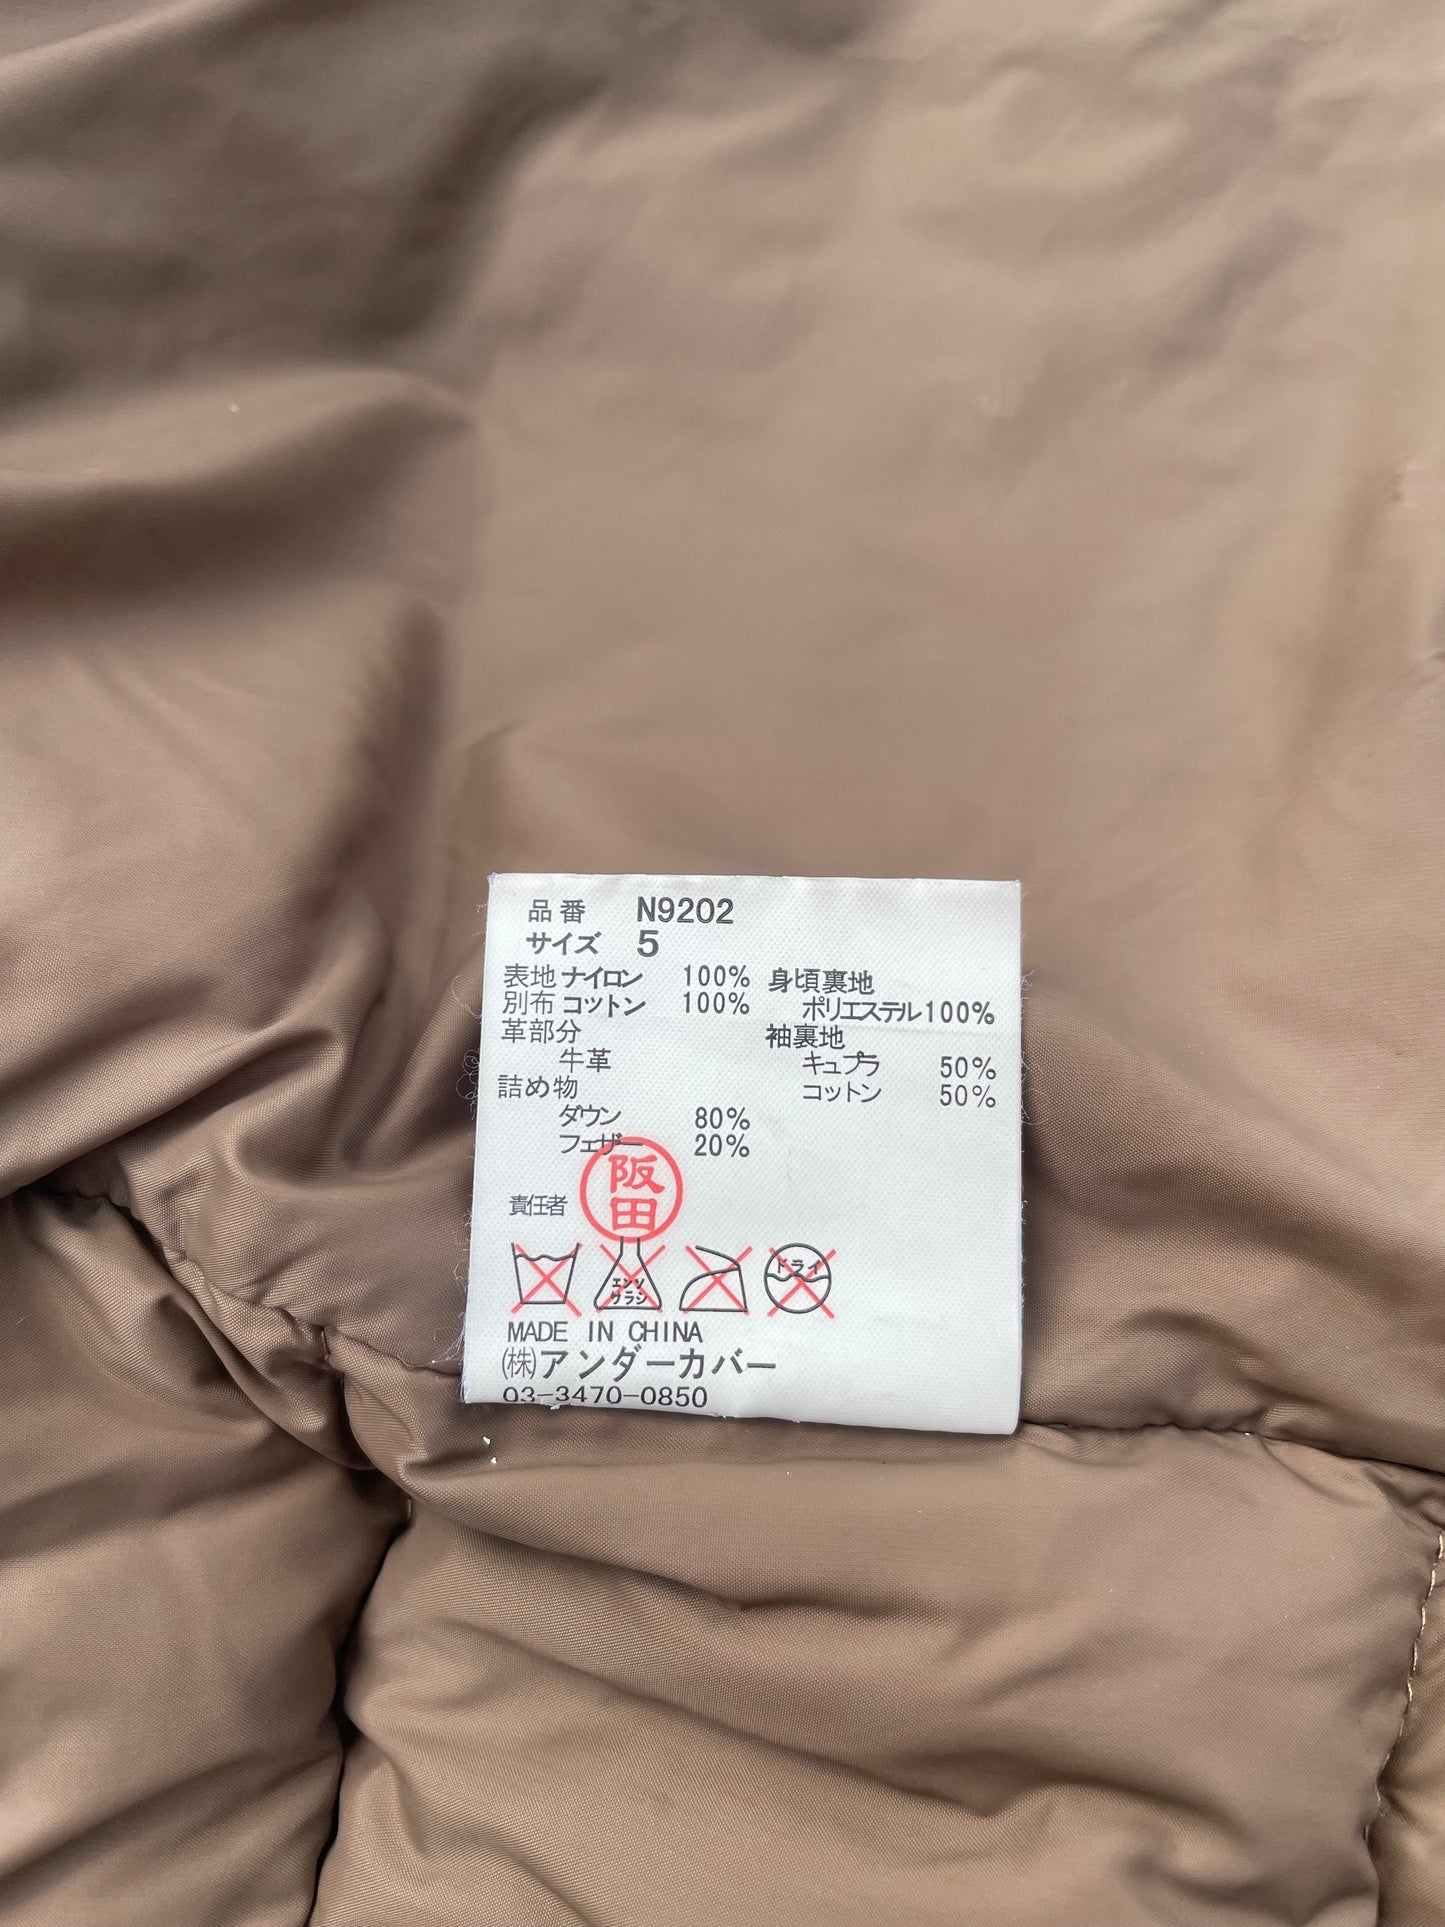 品番 N9202
サイズ 5
表地 ナイロン 100%
別布 コットン 100%
革部分
牛革
詰め物
ダウン 80%
フェザー 20%
身頃裏地
ポリエステル100%
袖裏地
キュプラ 50%
コットン 50%
責任者
阪田
エンソサラシ
ドライ
MADE IN CHINA
(株)アンダーカバー
03-3470-0850